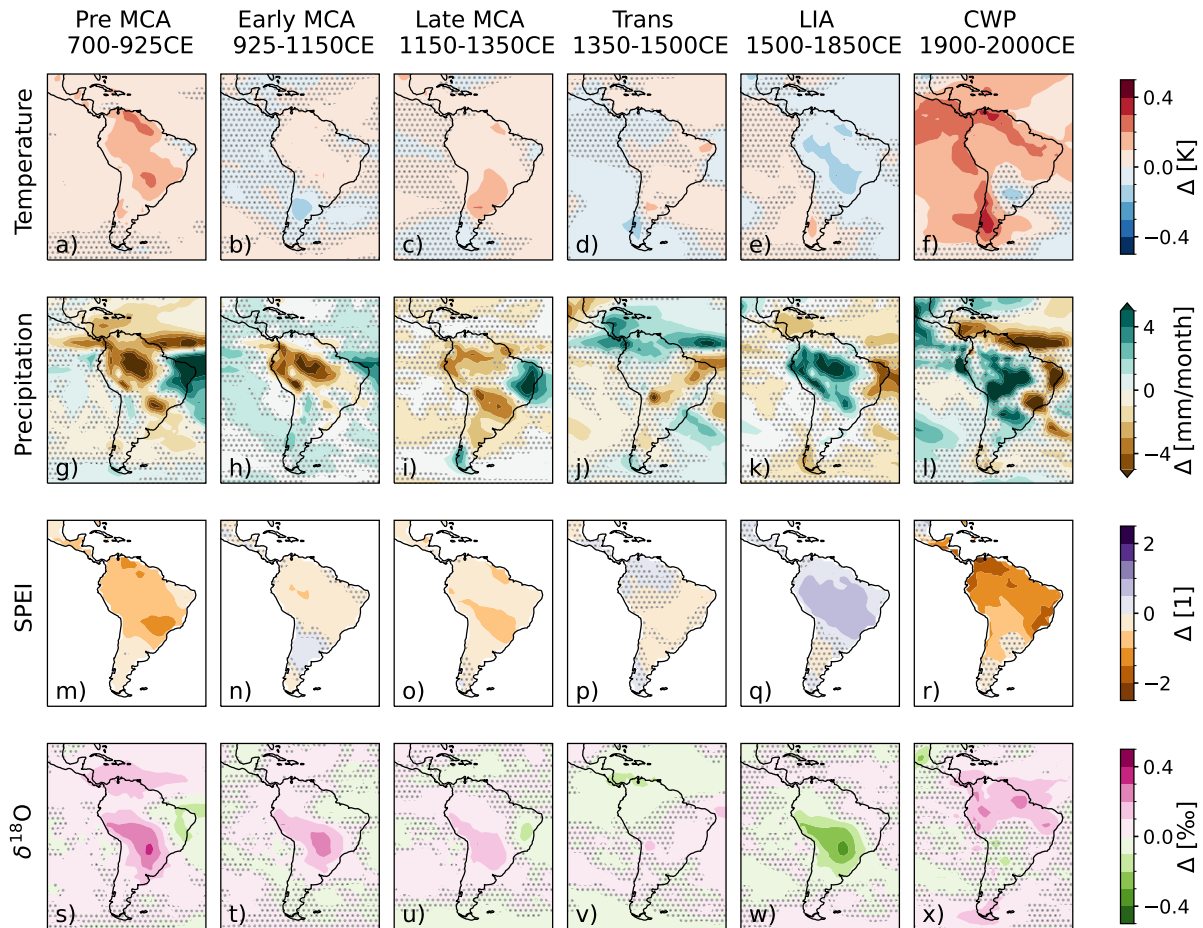 Pre MCA
700-925CE
Early MCA
925-1150CE
Late MCA
1150-1350CE
Trans
1350-1500CE
LIA
1500-1850CE
CWP
1900-2000CE
Temperature
a)
b)
c)
d)
e)
f)
0.4
0.0
−0.4
Δ [K]
Precipitation
g)
h)
i)
j)
k)
l)
4
0
−4
Δ [mm/month]
SPEI
m)
n)
o)
p)
q)
r)
2
0
−2
Δ [1]
δ¹⁸O
s)
t)
u)
v)
w)
x)
0.4
0.0
−0.4
Δ [‰]